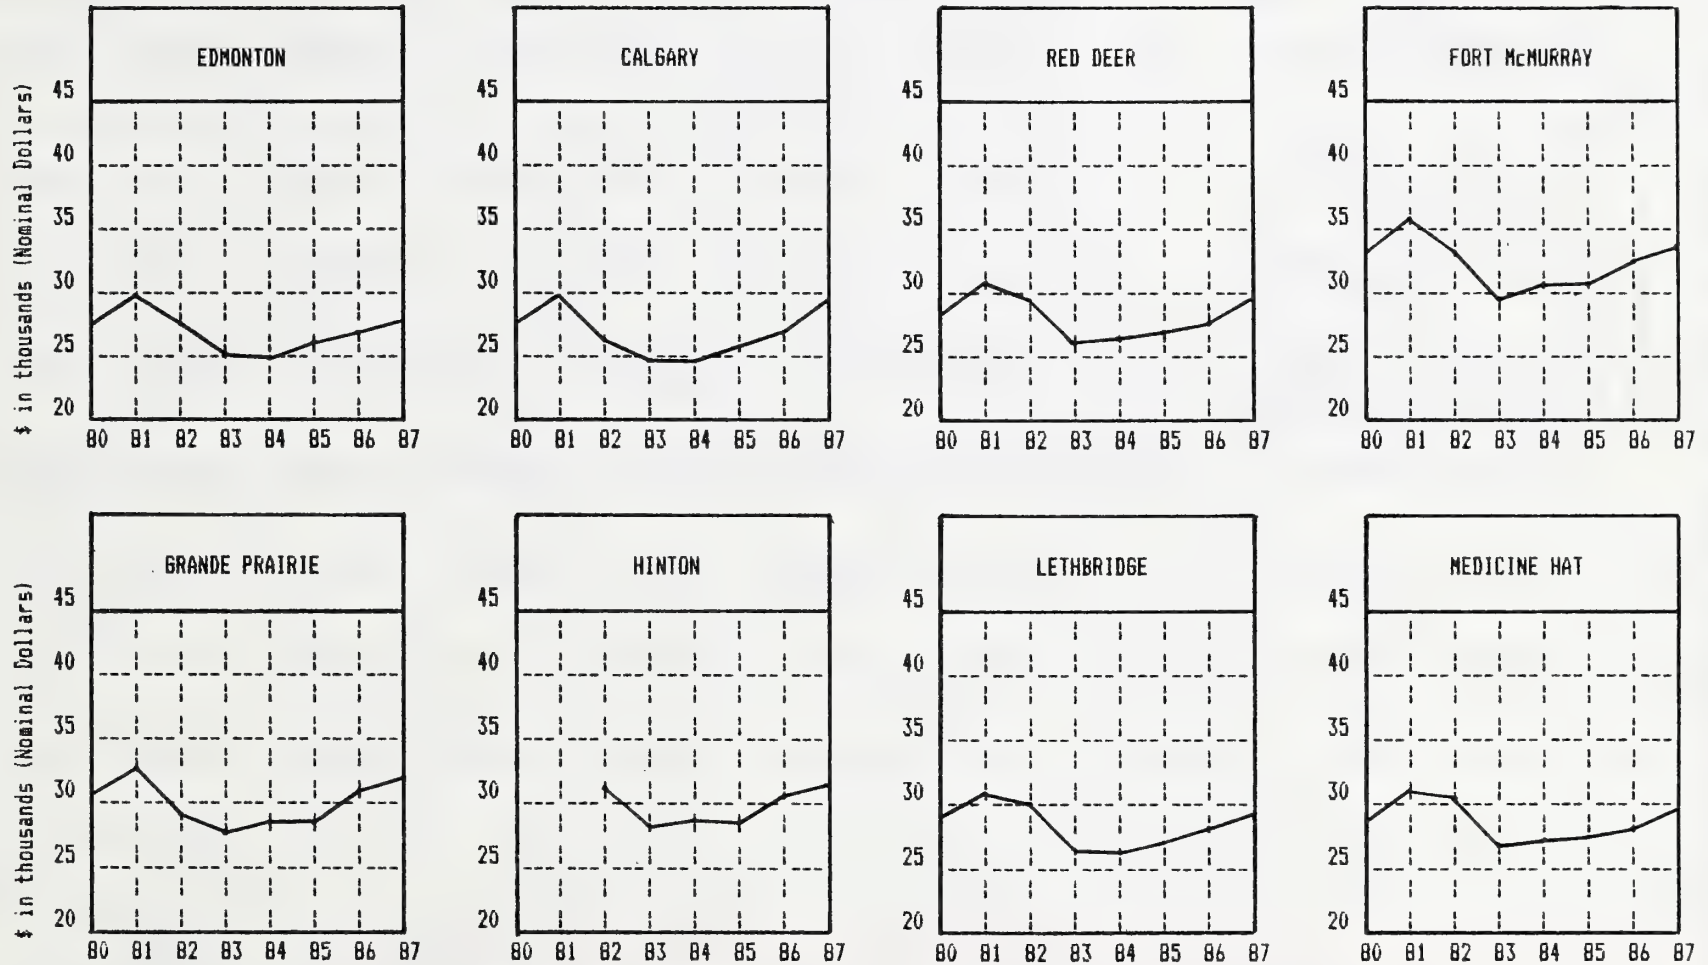 EDMONTON
CALGARY
RED DEER
FORT McMURRAY
$ in thousands (Nominal Dollars)
45
40
35
30
25
20
80 81 82 83 84 85 86 87
45
40
35
30
25
20
80 81 82 83 84 85 86 87
45
40
35
30
25
20
80 81 82 83 84 85 86 87
45
40
35
30
25
20
80 81 82 83 84 85 86 87
GRANDE PRAIRIE
HINTON
LETHBRIDGE
MEDICINE HAT
$ in thousands (Nominal Dollars)
45
40
35
30
25
20
80 81 82 83 84 85 86 87
45
40
35
30
25
20
80 81 82 83 84 85 86 87
45
40
35
30
25
20
80 81 82 83 84 85 86 87
45
40
35
30
25
20
80 81 82 83 84 85 86 87